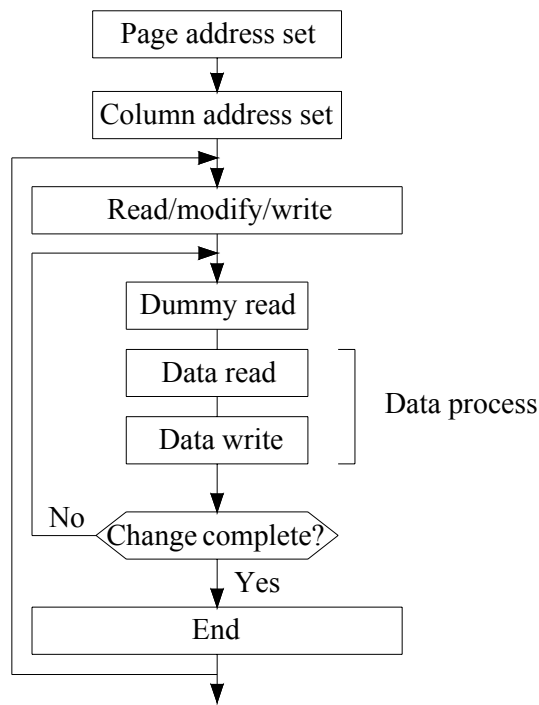 Page address set
Column address set
Read/modify/write
Dummy read
Data read
Data process
Data write
No
Change complete?
Yes
End